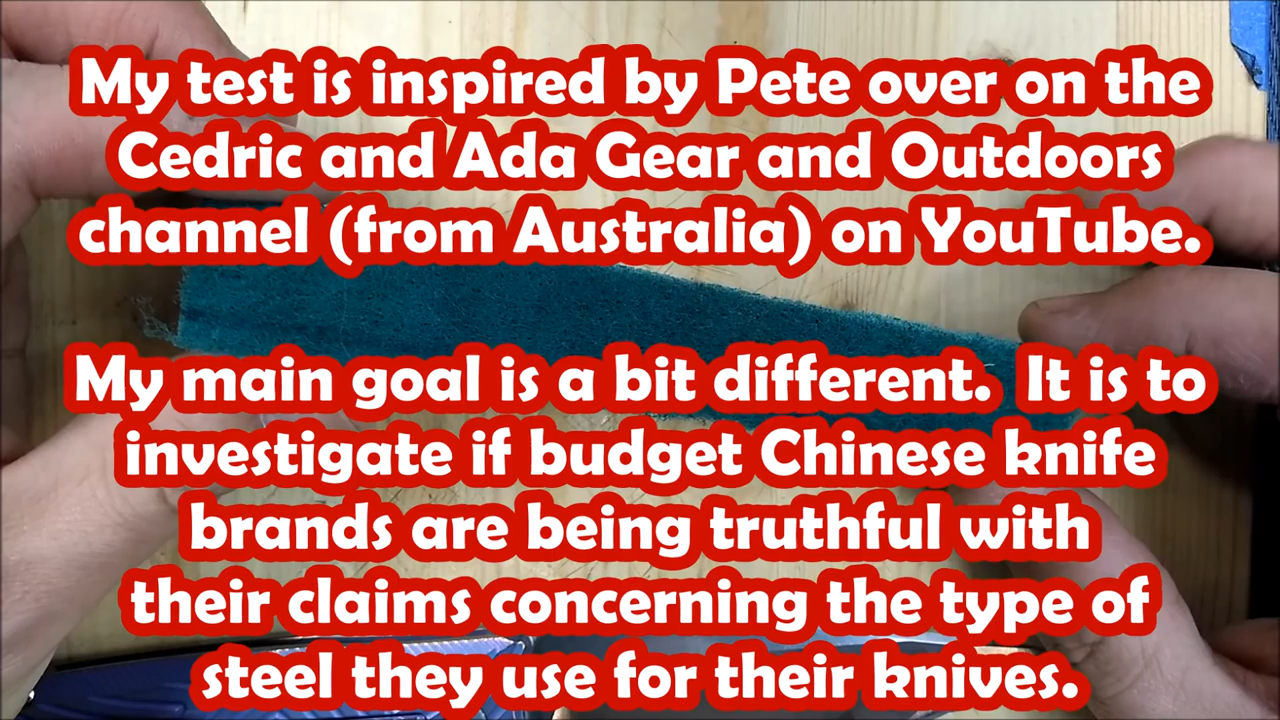 My test is inspired by Pete over on the
Cedric and Ada Gear and Outdoors
channel (from Australia) on YouTube.
My main goal is a bit different.  It is to
investigate if budget Chinese knife
brands are being truthful with
their claims concerning the type of
steel they use for their knives.